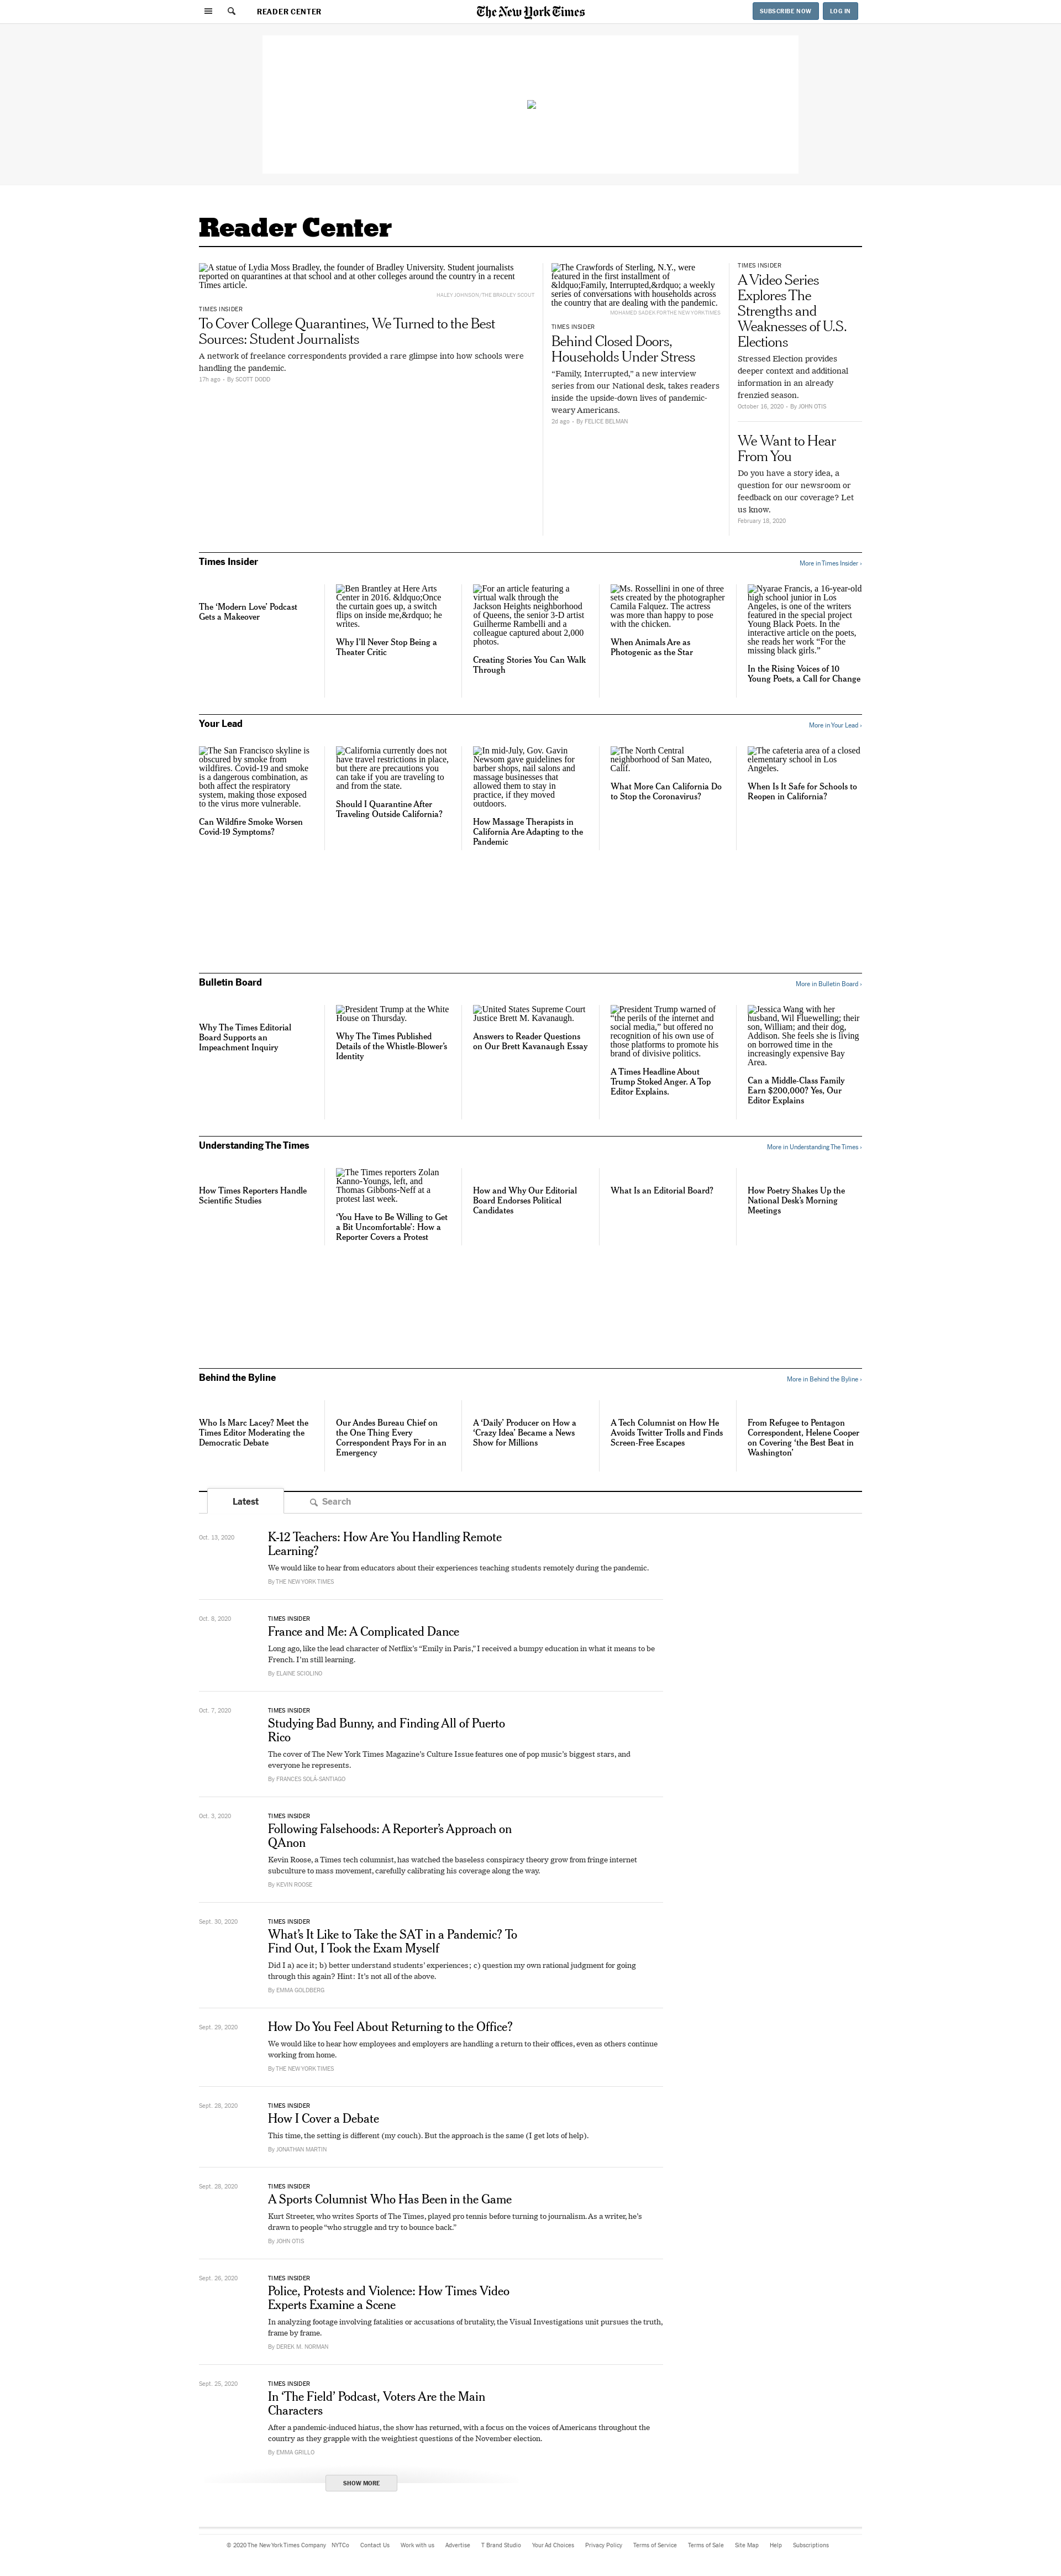 READER CENTER
The New York Times
SUBSCRIBE NOW
LOG IN
Reader Center
A statue of Lydia Moss Bradley, the founder of Bradley University. Student journalists
reported on quarantines at that school and at other colleges around the country in a recent
Times article.
HALEY JOHNSON/THE BRADLEY SCOUT
TIMES INSIDER
To Cover College Quarantines, We Turned to the Best
Sources: Student Journalists
A network of freelance correspondents provided a rare glimpse into how schools were
handling the pandemic.
17h ago - By SCOTT DODD
The Crawfords of Sterling, N.Y., were
featured in the first installment of
&ldquo;Family, Interrupted,&rdquo; a weekly
series of conversations with households across
the country that are dealing with the pandemic.
MOHAMED SADEK FOR THE NEW YORK TIMES
TIMES INSIDER
Behind Closed Doors,
Households Under Stress
“Family, Interrupted,” a new interview
series from our National desk, takes readers
inside the upside-down lives of pandemic-
weary Americans.
2d ago - By FELICE BELMAN
TIMES INSIDER
A Video Series
Explores The
Strengths and
Weaknesses of U.S.
Elections
Stressed Election provides
deeper context and additional
information in an already
frenzied season.
October 16, 2020 - By JOHN OTIS
We Want to Hear
From You
Do you have a story idea, a
question for our newsroom or
feedback on our coverage? Let
us know.
February 18, 2020
Times Insider
More in Times Insider ›
The ‘Modern Love’ Podcast
Gets a Makeover
Ben Brantley at Here Arts
Center in 2016. &ldquo;Once
the curtain goes up, a switch
flips on inside me,&rdquo; he
writes.
Why I’ll Never Stop Being a
Theater Critic
For an article featuring a
virtual walk through the
Jackson Heights neighborhood
of Queens, the senior 3-D artist
Guilherme Rambelli and a
colleague captured about 2,000
photos.
Creating Stories You Can Walk
Through
Ms. Rossellini in one of three
sets created by the photographer
Camila Falquez. The actress
was more than happy to pose
with the chicken.
When Animals Are as
Photogenic as the Star
Nyarae Francis, a 16-year-old
high school junior in Los
Angeles, is one of the writers
featured in the special project
Young Black Poets. In the
interactive article on the poets,
she reads her work “For the
missing black girls.”
In the Rising Voices of 10
Young Poets, a Call for Change
Your Lead
More in Your Lead ›
The San Francisco skyline is
obscured by smoke from
wildfires. Covid-19 and smoke
is a dangerous combination, as
both affect the respiratory
system, making those exposed
to the virus more vulnerable.
Can Wildfire Smoke Worsen
Covid-19 Symptoms?
California currently does not
have travel restrictions in place,
but there are precautions you
can take if you are traveling to
and from the state.
Should I Quarantine After
Traveling Outside California?
In mid-July, Gov. Gavin
Newsom gave guidelines for
barber shops, nail salons and
massage businesses that
allowed them to stay in
practice, if they moved
outdoors.
How Massage Therapists in
California Are Adapting to the
Pandemic
The North Central
neighborhood of San Mateo,
Calif.
What More Can California Do
to Stop the Coronavirus?
The cafeteria area of a closed
elementary school in Los
Angeles.
When Is It Safe for Schools to
Reopen in California?
Bulletin Board
More in Bulletin Board ›
Why The Times Editorial
Board Supports an
Impeachment Inquiry
President Trump at the White
House on Thursday.
Why The Times Published
Details of the Whistle-Blower’s
Identity
United States Supreme Court
Justice Brett M. Kavanaugh.
Answers to Reader Questions
on Our Brett Kavanaugh Essay
President Trump warned of
“the perils of the internet and
social media,” but offered no
recognition of his own use of
those platforms to promote his
brand of divisive politics.
A Times Headline About
Trump Stoked Anger. A Top
Editor Explains.
Jessica Wang with her
husband, Wil Fluewelling; their
son, William; and their dog,
Addison. She feels she is living
on borrowed time in the
increasingly expensive Bay
Area.
Can a Middle-Class Family
Earn $200,000? Yes, Our
Editor Explains
Understanding The Times
More in Understanding The Times ›
How Times Reporters Handle
Scientific Studies
The Times reporters Zolan
Kanno-Youngs, left, and
Thomas Gibbons-Neff at a
protest last week.
‘You Have to Be Willing to Get
a Bit Uncomfortable’: How a
Reporter Covers a Protest
How and Why Our Editorial
Board Endorses Political
Candidates
What Is an Editorial Board?
How Poetry Shakes Up the
National Desk’s Morning
Meetings
Behind the Byline
More in Behind the Byline ›
Who Is Marc Lacey? Meet the
Times Editor Moderating the
Democratic Debate
Our Andes Bureau Chief on
the One Thing Every
Correspondent Prays For in an
Emergency
A ‘Daily’ Producer on How a
‘Crazy Idea’ Became a News
Show for Millions
A Tech Columnist on How He
Avoids Twitter Trolls and Finds
Screen-Free Escapes
From Refugee to Pentagon
Correspondent, Helene Cooper
on Covering ‘the Best Beat in
Washington’
Latest
Search
Oct. 13, 2020
K-12 Teachers: How Are You Handling Remote
Learning?
We would like to hear from educators about their experiences teaching students remotely during the pandemic.
By THE NEW YORK TIMES
Oct. 8, 2020
TIMES INSIDER
France and Me: A Complicated Dance
Long ago, like the lead character of Netflix’s “Emily in Paris,” I received a bumpy education in what it means to be
French. I’m still learning.
By ELAINE SCIOLINO
Oct. 7, 2020
TIMES INSIDER
Studying Bad Bunny, and Finding All of Puerto
Rico
The cover of The New York Times Magazine’s Culture Issue features one of pop music’s biggest stars, and
everyone he represents.
By FRANCES SOLÁ-SANTIAGO
Oct. 3, 2020
TIMES INSIDER
Following Falsehoods: A Reporter’s Approach on
QAnon
Kevin Roose, a Times tech columnist, has watched the baseless conspiracy theory grow from fringe internet
subculture to mass movement, carefully calibrating his coverage along the way.
By KEVIN ROOSE
Sept. 30, 2020
TIMES INSIDER
What’s It Like to Take the SAT in a Pandemic? To
Find Out, I Took the Exam Myself
Did I a) ace it; b) better understand students’ experiences; c) question my own rational judgment for going
through this again? Hint: It’s not all of the above.
By EMMA GOLDBERG
Sept. 29, 2020
How Do You Feel About Returning to the Office?
We would like to hear how employees and employers are handling a return to their offices, even as others continue
working from home.
By THE NEW YORK TIMES
Sept. 28, 2020
TIMES INSIDER
How I Cover a Debate
This time, the setting is different (my couch). But the approach is the same (I get lots of help).
By JONATHAN MARTIN
Sept. 28, 2020
TIMES INSIDER
A Sports Columnist Who Has Been in the Game
Kurt Streeter, who writes Sports of The Times, played pro tennis before turning to journalism. As a writer, he’s
drawn to people “who struggle and try to bounce back.”
By JOHN OTIS
Sept. 26, 2020
TIMES INSIDER
Police, Protests and Violence: How Times Video
Experts Examine a Scene
In analyzing footage involving fatalities or accusations of brutality, the Visual Investigations unit pursues the truth,
frame by frame.
By DEREK M. NORMAN
Sept. 25, 2020
TIMES INSIDER
In ‘The Field’ Podcast, Voters Are the Main
Characters
After a pandemic-induced hiatus, the show has returned, with a focus on the voices of Americans throughout the
country as they grapple with the weightiest questions of the November election.
By EMMA GRILLO
SHOW MORE
© 2020 The New York Times Company NYTCo Contact Us Work with us Advertise T Brand Studio Your Ad Choices Privacy Policy Terms of Service Terms of Sale Site Map Help Subscriptions